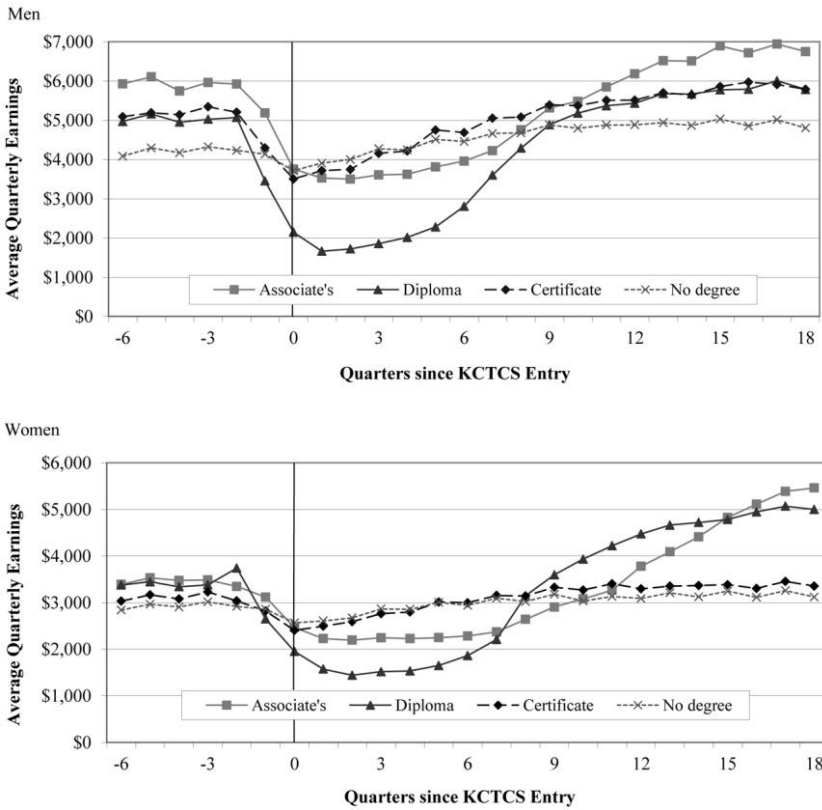 Men
$7,000
$6,000
$5,000
$4,000
$3,000
$2,000
$1,000
$0
Average Quarterly Earnings
Associate's Diploma Certificate No degree
-6 -3 0 3 6 9 12 15 18
Quarters since KCTCS Entry
Women
$6,000
$5,000
$4,000
$3,000
$2,000
$1,000
$0
Average Quarterly Earnings
Associate's Diploma Certificate No degree
-6 -3 0 3 6 9 12 15 18
Quarters since KCTCS Entry